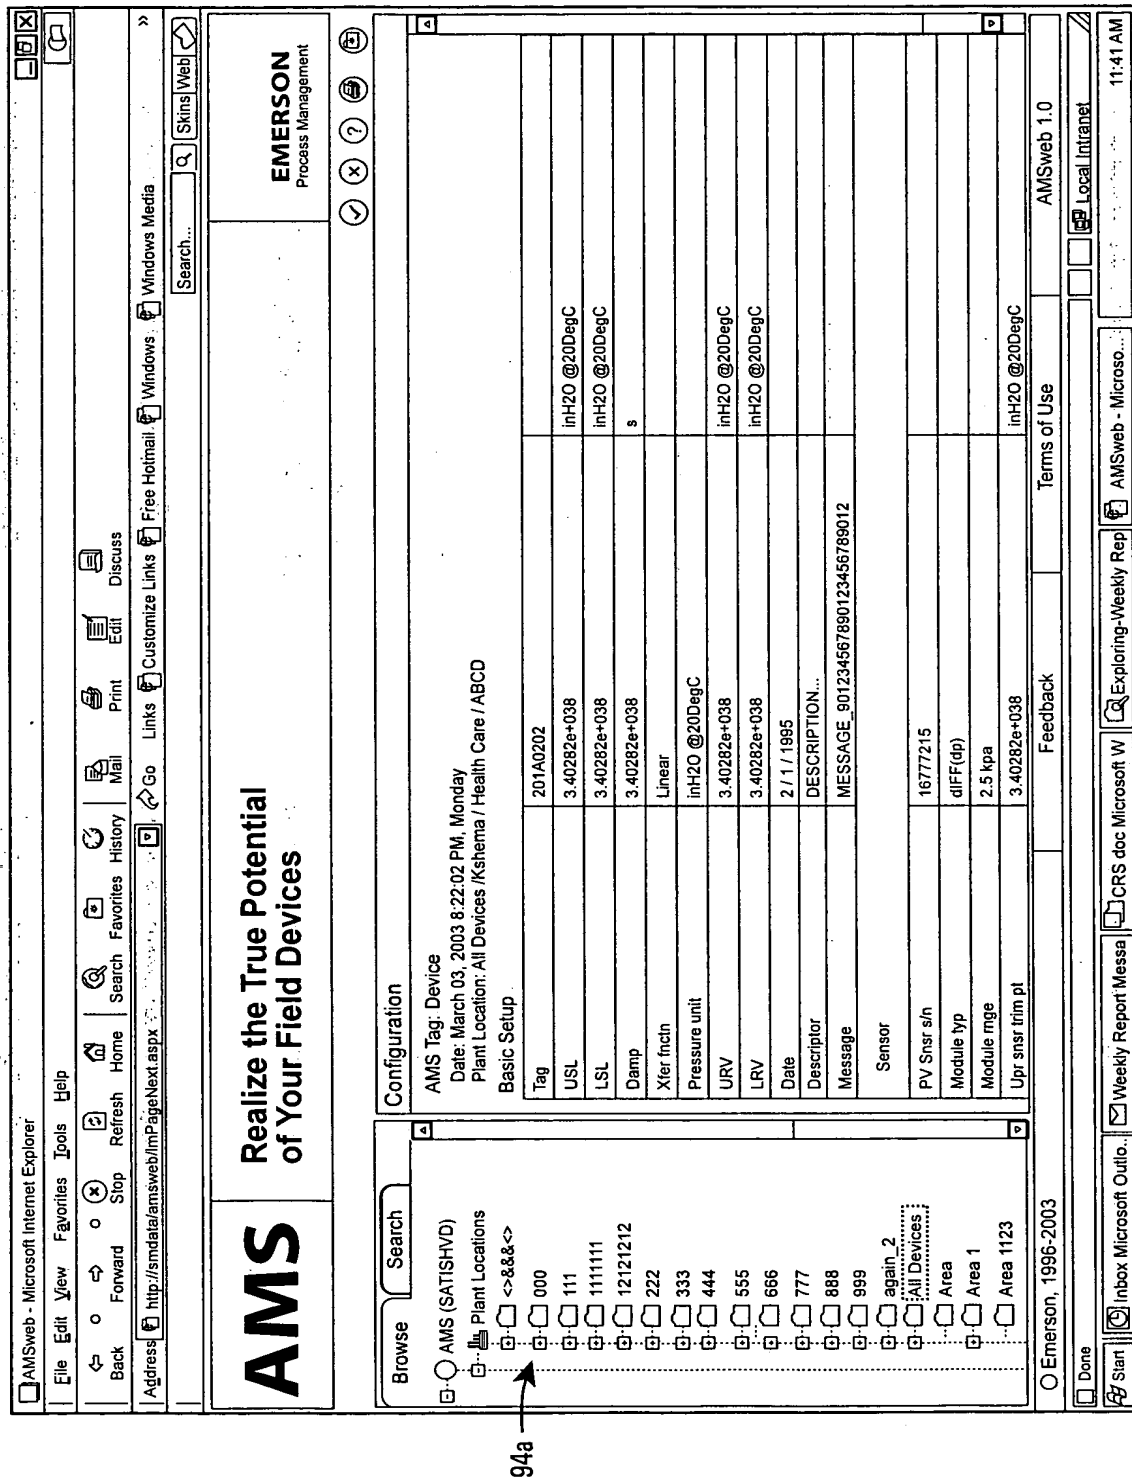 AMSweb - Microsoft Internet Explorer
File Edit View Favorites Tools Help
Back Forward Stop Refresh Home Search Favorites History Mail Print Edit Discuss
Address http://smdata/amsweb/ImPageNext.aspx Go Links Customize Links Free Hotmail Windows Windows Media »
Search... Skins Web
AMS
Realize the True Potential
of Your Field Devices
EMERSON
Process Management
Browse Search
AMS (SATISHVD)
Plant Locations
<>&&<>
000
111
1111111
12121212
222
333
444
555
666
777
888
999
again_2
All Devices
Area
Area 1
Area 1123
94a
Configuration
AMS Tag: Device
Date: March 03, 2003 8:22:02 PM, Monday
Plant Location: All Devices /Kshema / Health Care / ABCD
Basic Setup
Tag 201A0202
USL 3.40282e+038 inH2O @20DegC
LSL 3.40282e+038 inH2O @20DegC
Damp 3.40282e+038 s
Xfer fnctn Linear
Pressure unit inH2O @20DegC
URV 3.40282e+038 inH2O @20DegC
LRV 3.40282e+038 inH2O @20DegC
Date 2 / 1 / 1995
Descriptor DESCRIPTION...
Message MESSAGE_90123456789012345678​9012
Sensor
PV Snsr s/n 16777215
Module typ dIFF(dp)
Module rnge 2.5 kpa
Upr snsr trim pt 3.40282e+038 inH2O @20DegC
Emerson, 1996-2003 Feedback Terms of Use AMSweb 1.0
Done Local Intranet
Start Inbox Microsoft Outlo.. Weekly Report Messa CRS doc Microsoft W Exploring-Weekly Rep AMSweb - Microso... 11:41 AM